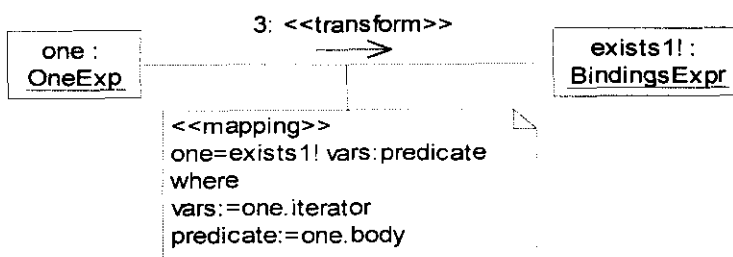 3: <<transform>>
one :
OneExp
exists1! :
BindingsExpr
<<mapping>>
one=exists1! vars:predicate
where
vars:=one.iterator
predicate:=one.body